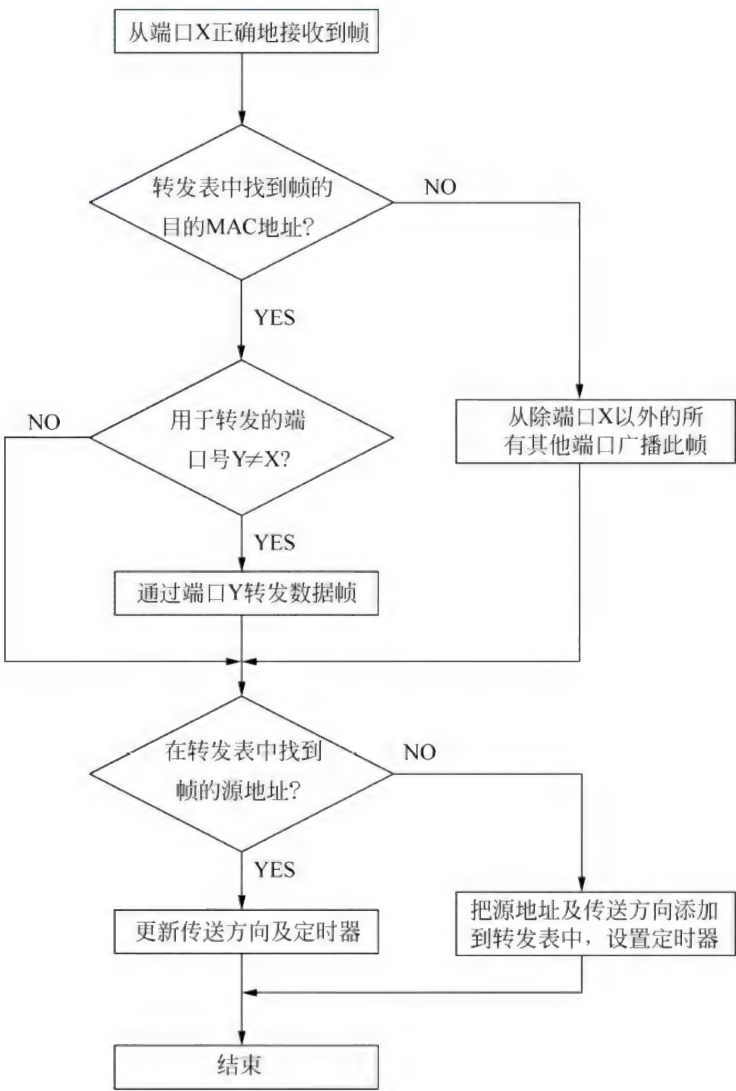 从端口X正确地接收到帧
转发表中找到帧的
目的MAC地址?
NO
YES
用于转发的端
口号Y≠X?
NO
从除端口X以外的所
有其他端口广播此帧
YES
通过端口Y转发数据帧
在转发表中找到
帧的源地址?
NO
YES
更新传送方向及定时器
把源地址及传送方向添加
到转发表中，设置定时器
结束